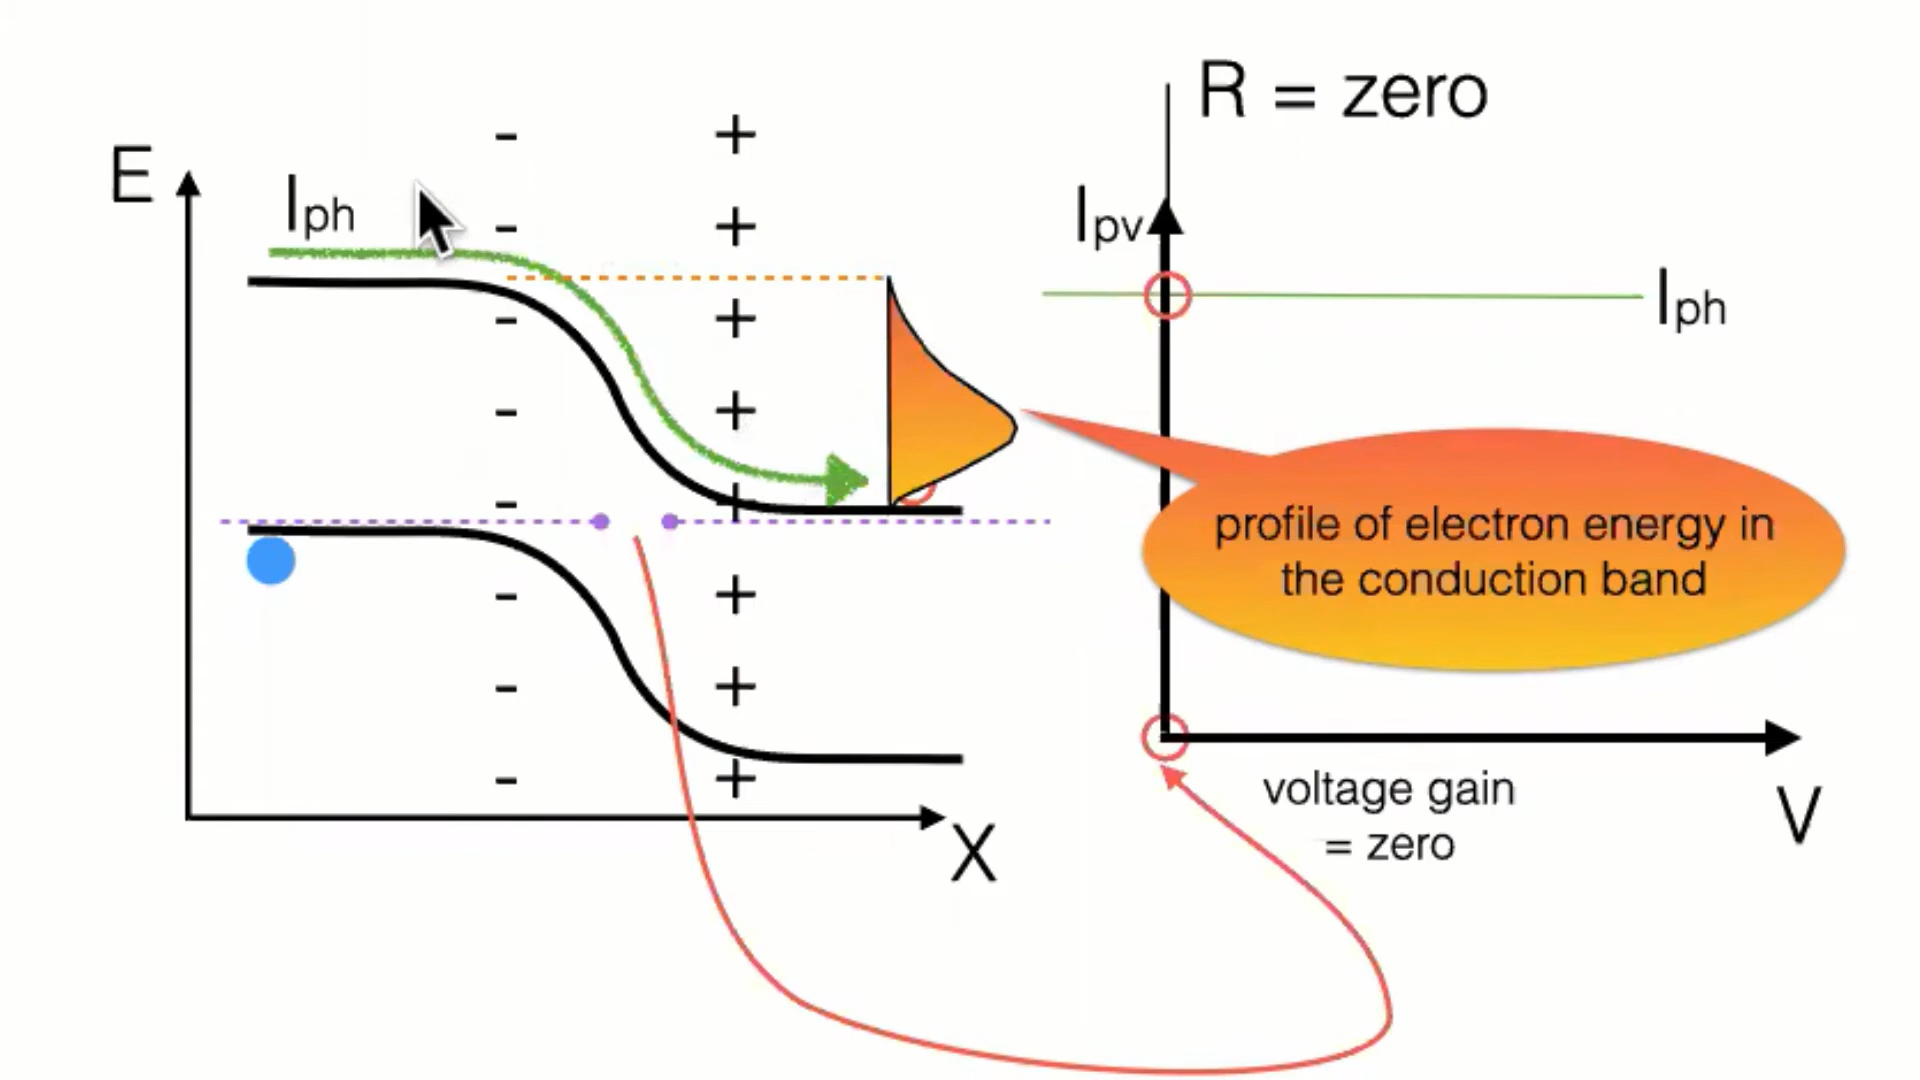 R = zero
E
Iph
Ipv
Iph
profile of electron energy in
the conduction band
voltage gain
= zero
V
X
- + 
- +
- +
- +
- +
- +
- +
- +